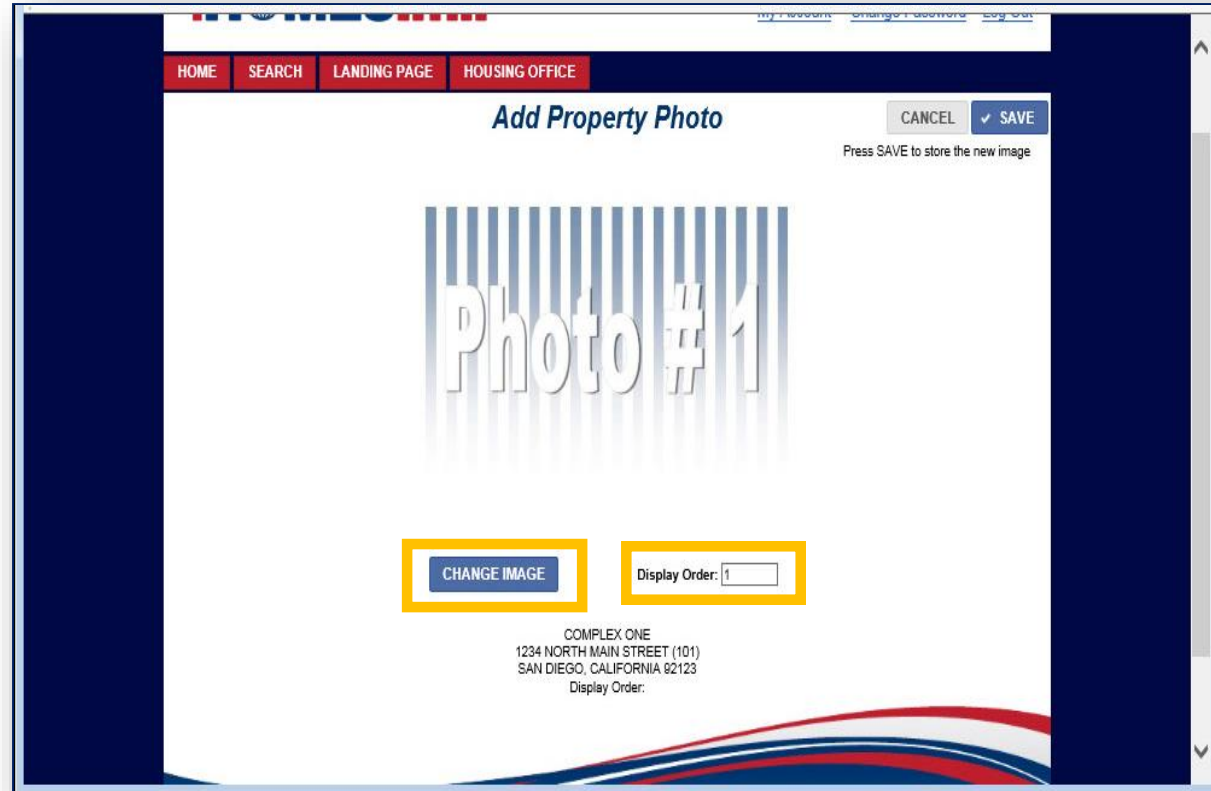 My Account Change Password Log Out
HOME SEARCH LANDING PAGE HOUSING OFFICE
Add Property Photo
CANCEL ✔ SAVE
Press SAVE to store the new image
Photo # 1
CHANGE IMAGE
Display Order: 1
COMPLEX ONE
1234 NORTH MAIN STREET (101)
SAN DIEGO, CALIFORNIA 92123
Display Order: